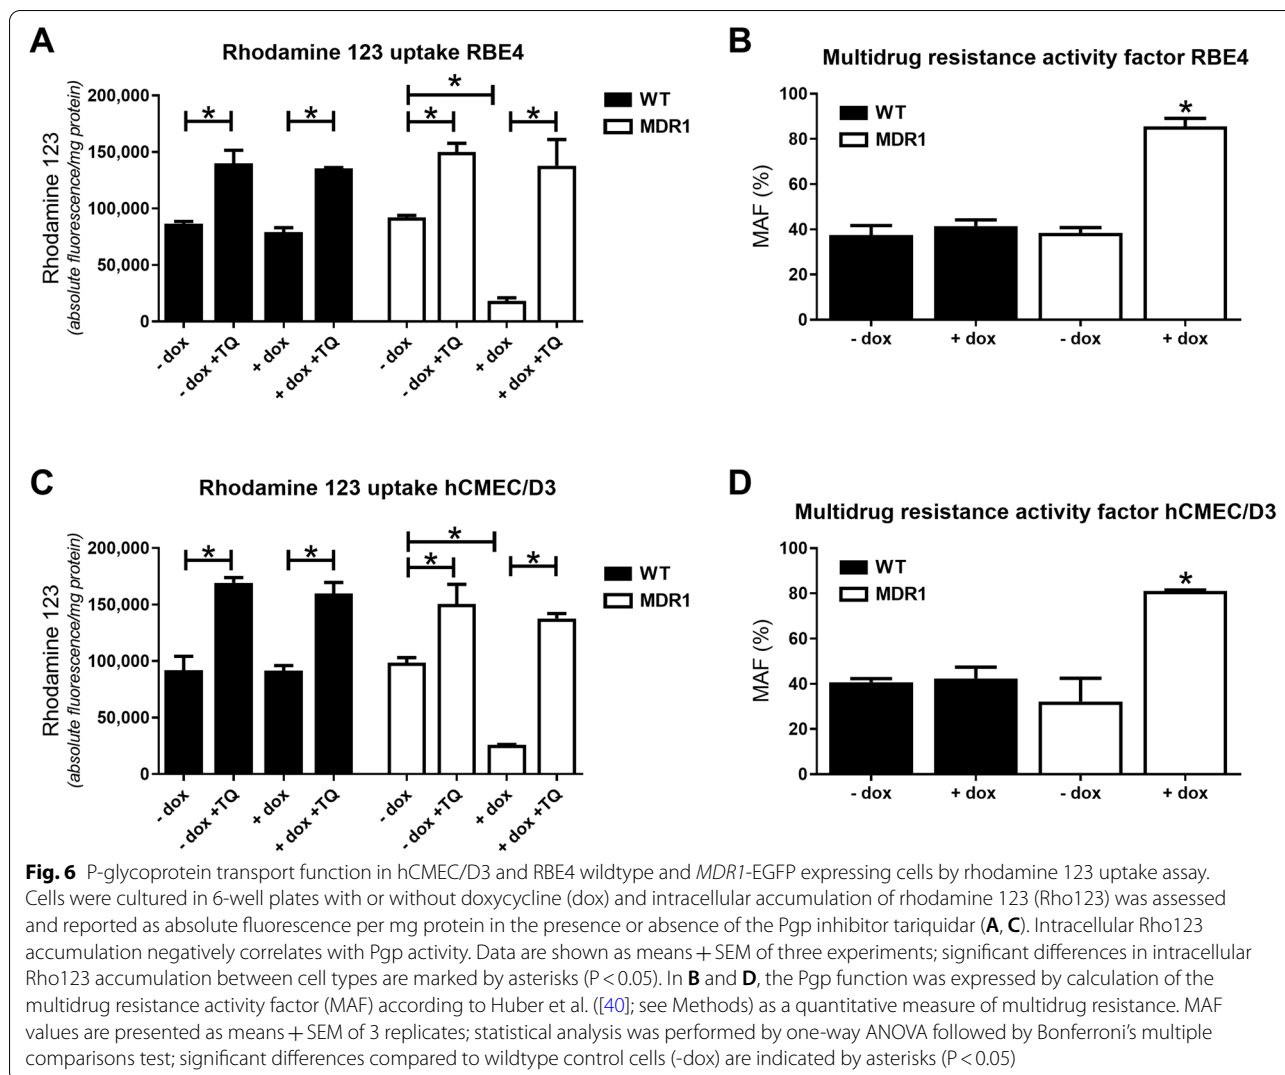 A
Rhodamine 123 uptake RBE4
Rhodamine 123
(absolute fluorescence/mg protein)
200,000
150,000
100,000
50,000
0
*
*
*
*
*
WT
MDR1
- dox
- dox +TQ
+ dox
+ dox +TQ
- dox
- dox +TQ
+ dox
+ dox +TQ
B
Multidrug resistance activity factor RBE4
MAF (%)
100
80
60
40
20
0
WT
MDR1
*
- dox
+ dox
- dox
+ dox
C
Rhodamine 123 uptake hCMEC/D3
Rhodamine 123
(absolute fluorescence/mg protein)
200,000
150,000
100,000
50,000
0
*
*
*
*
*
WT
MDR1
- dox
- dox +TQ
+ dox
+ dox +TQ
- dox
- dox +TQ
+ dox
+ dox +TQ
D
Multidrug resistance activity factor hCMEC/D3
MAF (%)
100
80
60
40
20
0
WT
MDR1
*
- dox
+ dox
- dox
+ dox
Fig. 6 P-glycoprotein transport function in hCMEC/D3 and RBE4 wildtype and MDR1-EGFP expressing cells by rhodamine 123 uptake assay.
Cells were cultured in 6-well plates with or without doxycycline (dox) and intracellular accumulation of rhodamine 123 (Rho123) was assessed
and reported as absolute fluorescence per mg protein in the presence or absence of the Pgp inhibitor tariquidar (A, C). Intracellular Rho123
accumulation negatively correlates with Pgp activity. Data are shown as means + SEM of three experiments; significant differences in intracellular
Rho123 accumulation between cell types are marked by asterisks (P < 0.05). In B and D, the Pgp function was expressed by calculation of the
multidrug resistance activity factor (MAF) according to Huber et al. ([40]; see Methods) as a quantitative measure of multidrug resistance. MAF
values are presented as means + SEM of 3 replicates; statistical analysis was performed by one-way ANOVA followed by Bonferroni's multiple
comparisons test; significant differences compared to wildtype control cells (-dox) are indicated by asterisks (P < 0.05)